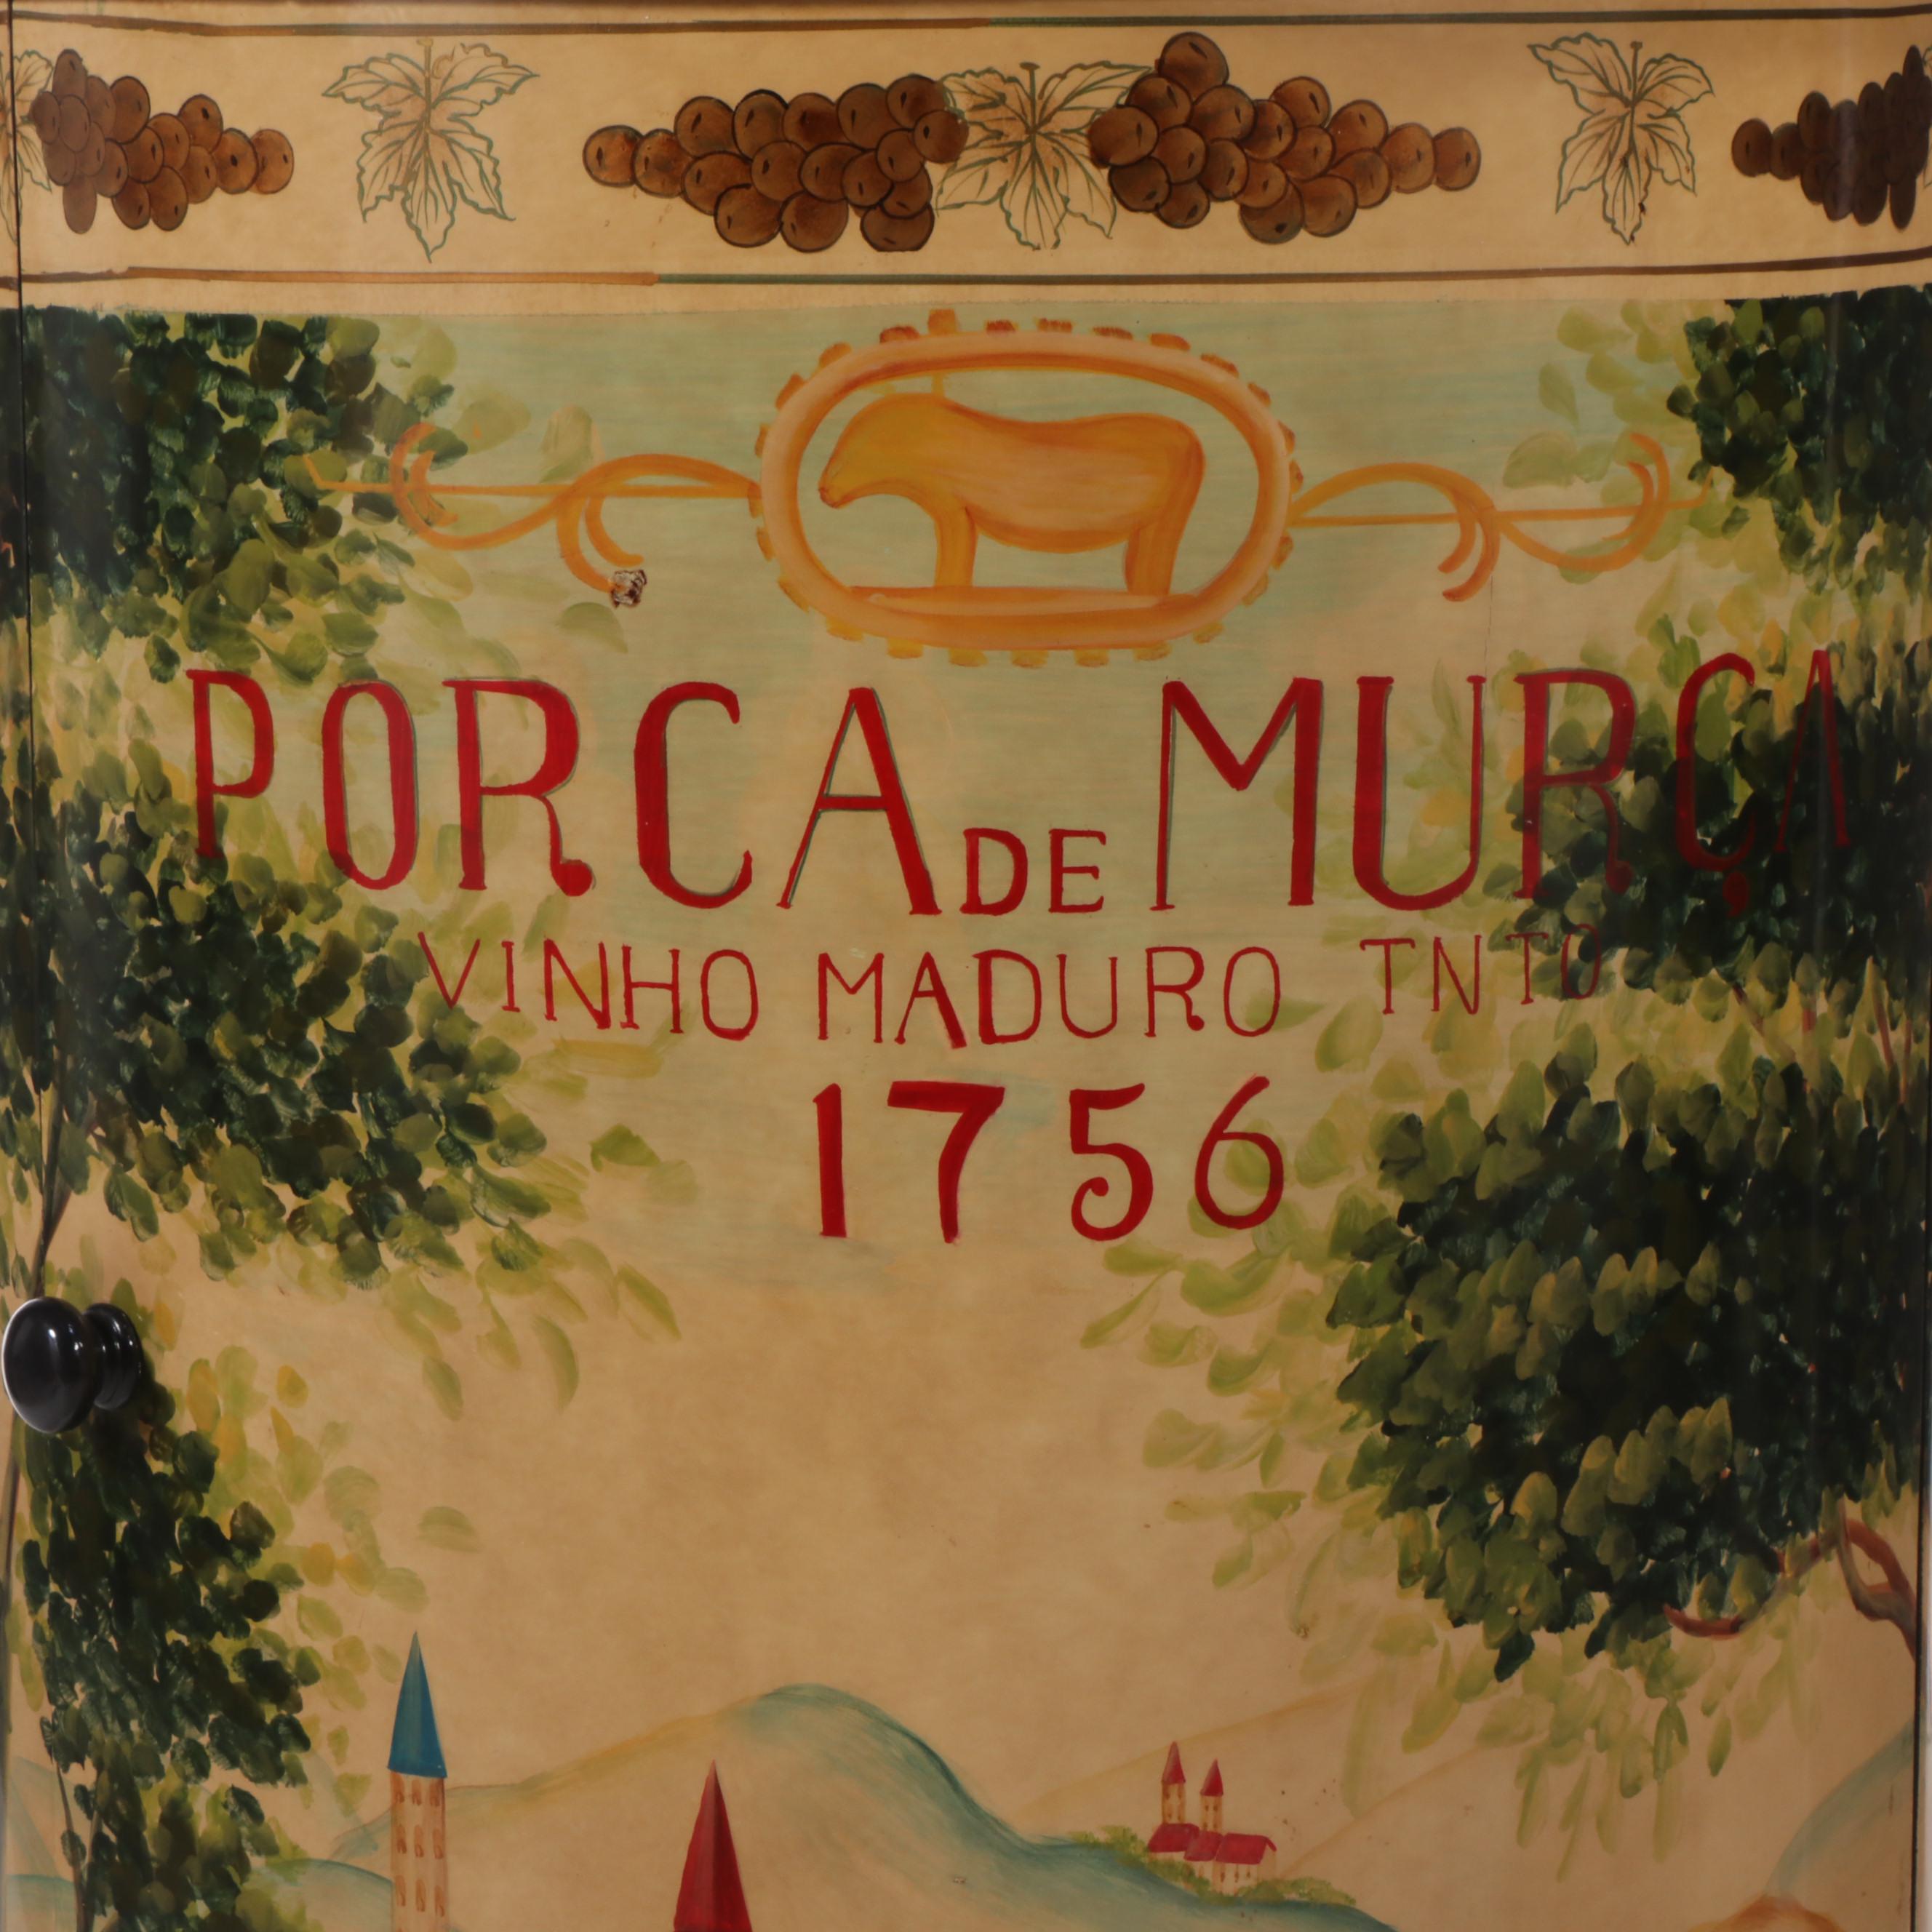 PORCA DE MURÇA
VINHO MADURO TNTO
1756